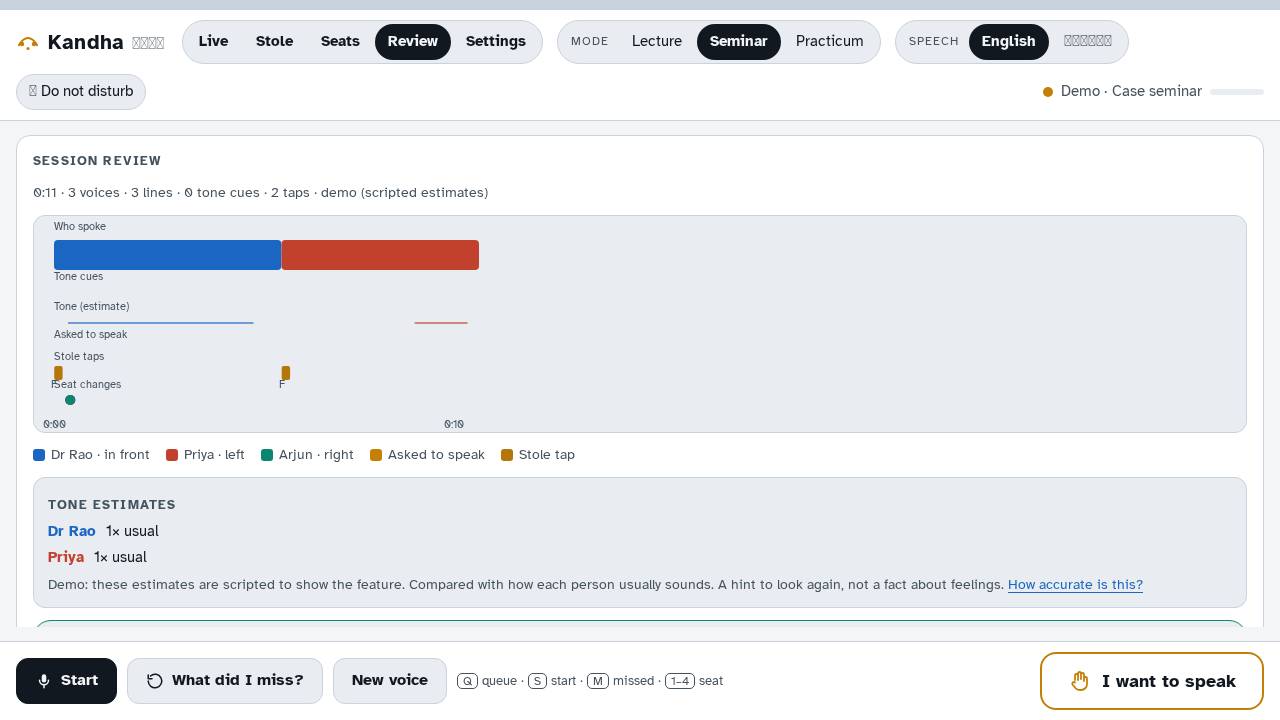 Kandha
Live Stole Seats Review Settings
MODE Lecture Seminar Practicum
SPEECH English
Do not disturb
Demo · Case seminar
SESSION REVIEW
0:11 · 3 voices · 3 lines · 0 tone cues · 2 taps · demo (scripted estimates)
Who spoke
Tone cues
Tone (estimate)
Asked to speak
Stole taps
F F
Seat changes
0:00 0:10
Dr Rao · in front Priya · left Arjun · right Asked to speak Stole tap
TONE ESTIMATES
Dr Rao 1× usual
Priya 1× usual
Demo: these estimates are scripted to show the feature. Compared with how each person usually sounds. A hint to look again, not a fact about feelings. How accurate is this?
Start What did I miss? New voice Q queue · S start · M missed · 1–4 seat I want to speak